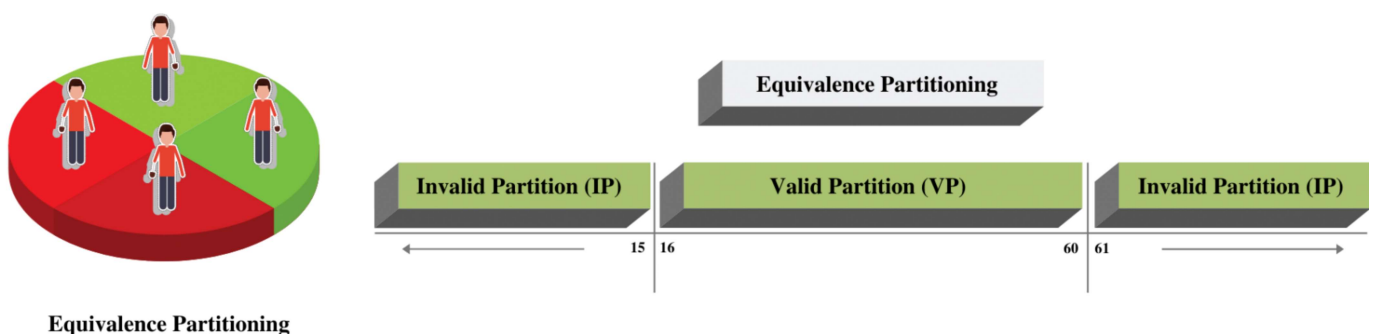 Equivalence Partitioning
Invalid Partition (IP)
Valid Partition (VP)
Invalid Partition (IP)
15
16
60
61
Equivalence Partitioning